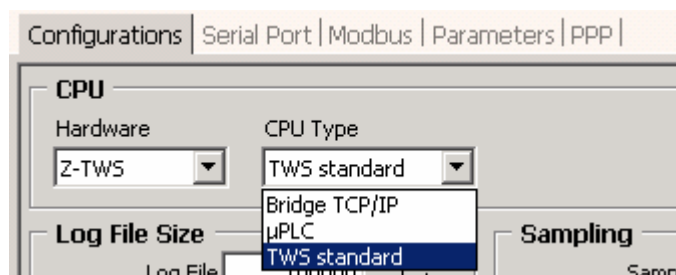 Configurations Serial Port Modbus Parameters PPP
CPU
Hardware CPU Type
Z-TWS TWS standard
Bridge TCP/IP
µPLC
Log File Size Sampling
TWS standard
Log File